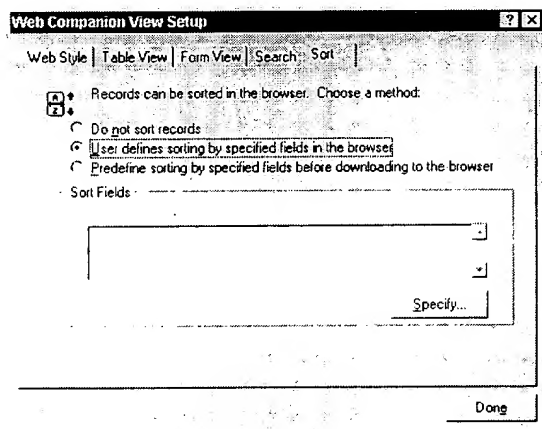 Web Companion View Setup
? X
Web Style | Table View | Form View | Search | Sort
A
Z
Records can be sorted in the browser. Choose a method:
Do not sort records
User defines sorting by specified fields in the browser
Predefine sorting by specified fields before downloading to the browser
Sort Fields
Specify...
Done